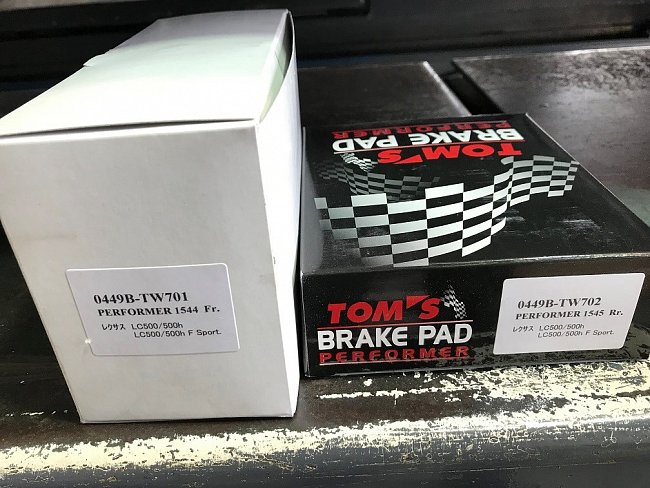 0449B-TW701
PERFORMER 1544 Fr.
レクサス LC500/500h
LC500/500h F Sport.
TOM'S
BRAKE PAD
PERFORMER
TOM'S
BRAKE PAD
PERFORMER
0449B-TW702
PERFORMER 1545 Rr.
レクサス LC500/500h
LC500/500h F Sport.